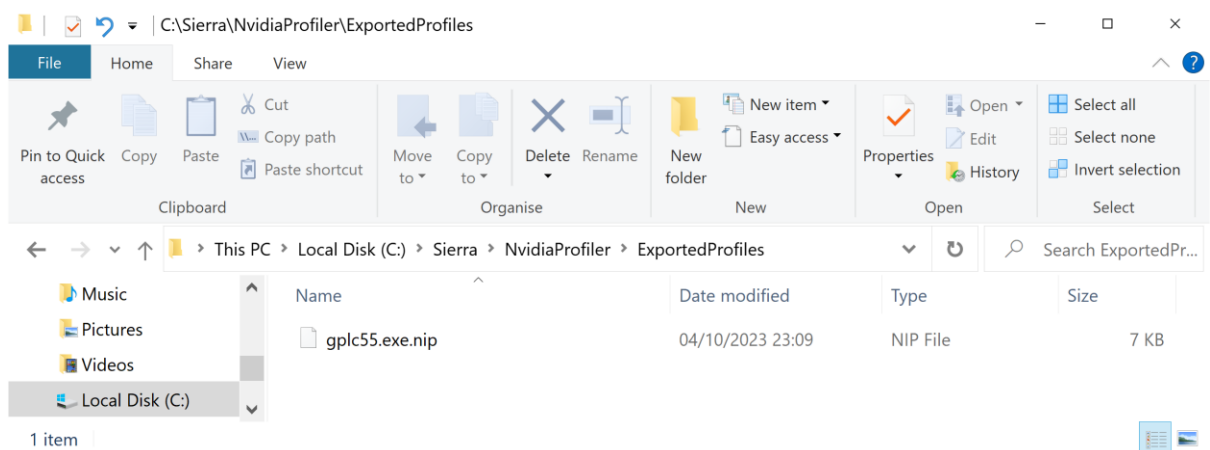 C:\Sierra\NvidiaProfiler\ExportedProfiles
File Home Share View
Pin to Quick access
Copy
Paste
Cut
Copy path
Paste shortcut
Clipboard
Move to
Copy to
Delete
Rename
Organise
New folder
New item
Easy access
New
Properties
Open
Edit
History
Open
Select all
Select none
Invert selection
Select
This PC > Local Disk (C:) > Sierra > NvidiaProfiler > ExportedProfiles
Search ExportedPr...
Music
Pictures
Videos
Local Disk (C:)
Name Date modified Type Size
gplc55.exe.nip 04/10/2023 23:09 NIP File 7 KB
1 item